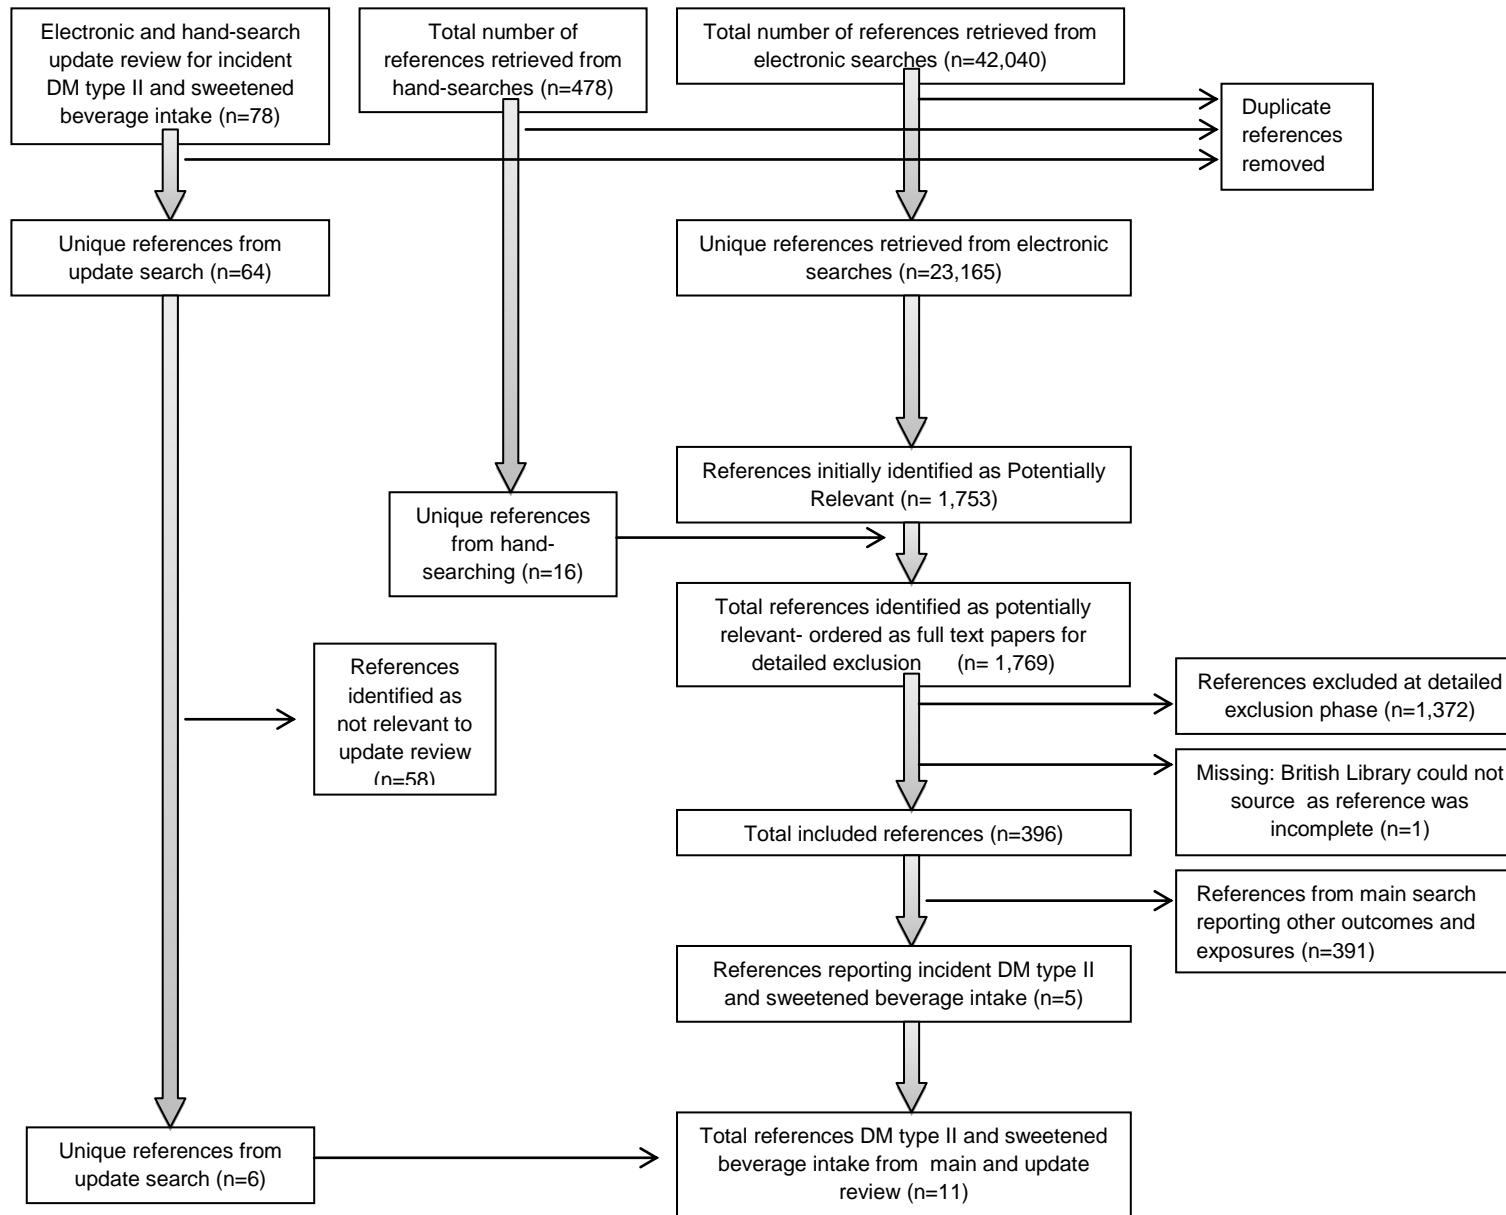 Electronic and hand-search
update review for incident
DM type II and sweetened
beverage intake (n=78)
Total number of
references retrieved from
hand-searches (n=478)
Total number of references retrieved from
electronic searches (n=42,040)
Duplicate
references
removed
Unique references from
update search (n=64)
Unique references retrieved from electronic
searches (n=23,165)
References initially identified as Potentially
Relevant (n= 1,753)
Unique references
from hand-
searching (n=16)
Total references identified as potentially
relevant- ordered as full text papers for
detailed exclusion (n= 1,769)
References
identified as
not relevant to
update review
(n=58)
References excluded at detailed
exclusion phase (n=1,372)
Missing: British Library could not
source as reference was
incomplete (n=1)
Total included references (n=396)
References from main search
reporting other outcomes and
exposures (n=391)
References reporting incident DM type II
and sweetened beverage intake (n=5)
Unique references from
update search (n=6)
Total references DM type II and sweetened
beverage intake from main and update
review (n=11)